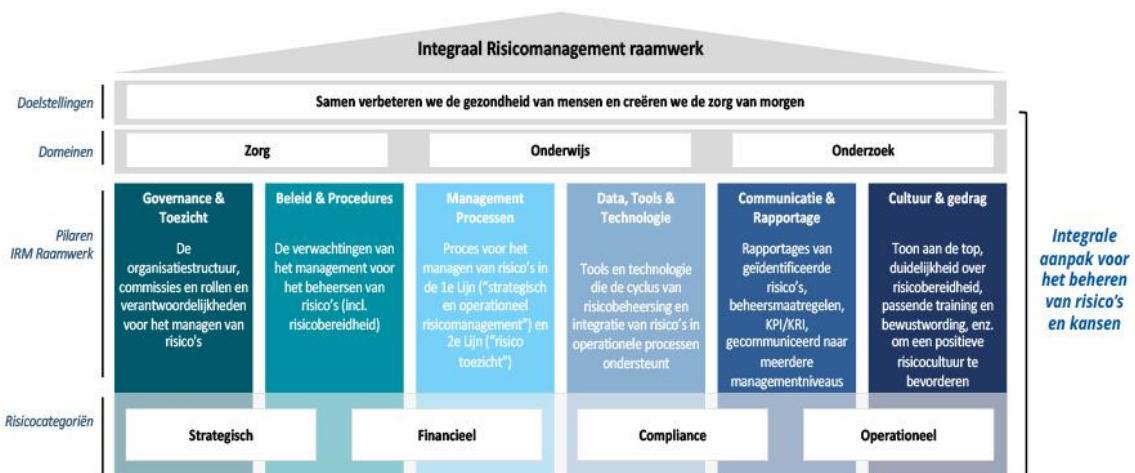 Integraal Risicomanagement raamwerk
Doelstellingen
Samen verbeteren we de gezondheid van mensen en creëren we de zorg van morgen
Domeinen
Zorg
Onderwijs
Onderzoek
Pilaren
IRM Raamwerk
Governance &
Toezicht
De
organisatiestructuur,
commissies en rollen en
verantwoordelijkheden
voor het managen van
risico's
Beleid & Procedures
De verwachtingen van
het management voor
het beheersen van
risico's (incl.
risicobereidheid)
Management
Processen
Proces voor het
managen van risico's in
de 1e Lijn ("strategisch
en operationeel
risicomanagement") en
2e Lijn ("risico
toezicht")
Data, Tools &
Technologie
Tools en technologie
die de cyclus van
risicobeheersing en
integratie van risico's in
operationele processen
ondersteunt
Communicatie &
Rapportage
Rapportages van
geïdentificeerde
risico's,
beheersmaatregelen,
KPI/KRI,
gecommuniceerd naar
meerdere
managementniveaus
Cultuur & gedrag
Toon aan de top,
duidelijkheid over
risicobereidheid,
passende training en
bewustwording, enz.
om een positieve
risicocultuur te
bevorderen
Integrale
aanpak voor
het beheren
van risico's
en kansen
Risicocategoriën
Strategisch
Financieel
Compliance
Operationeel